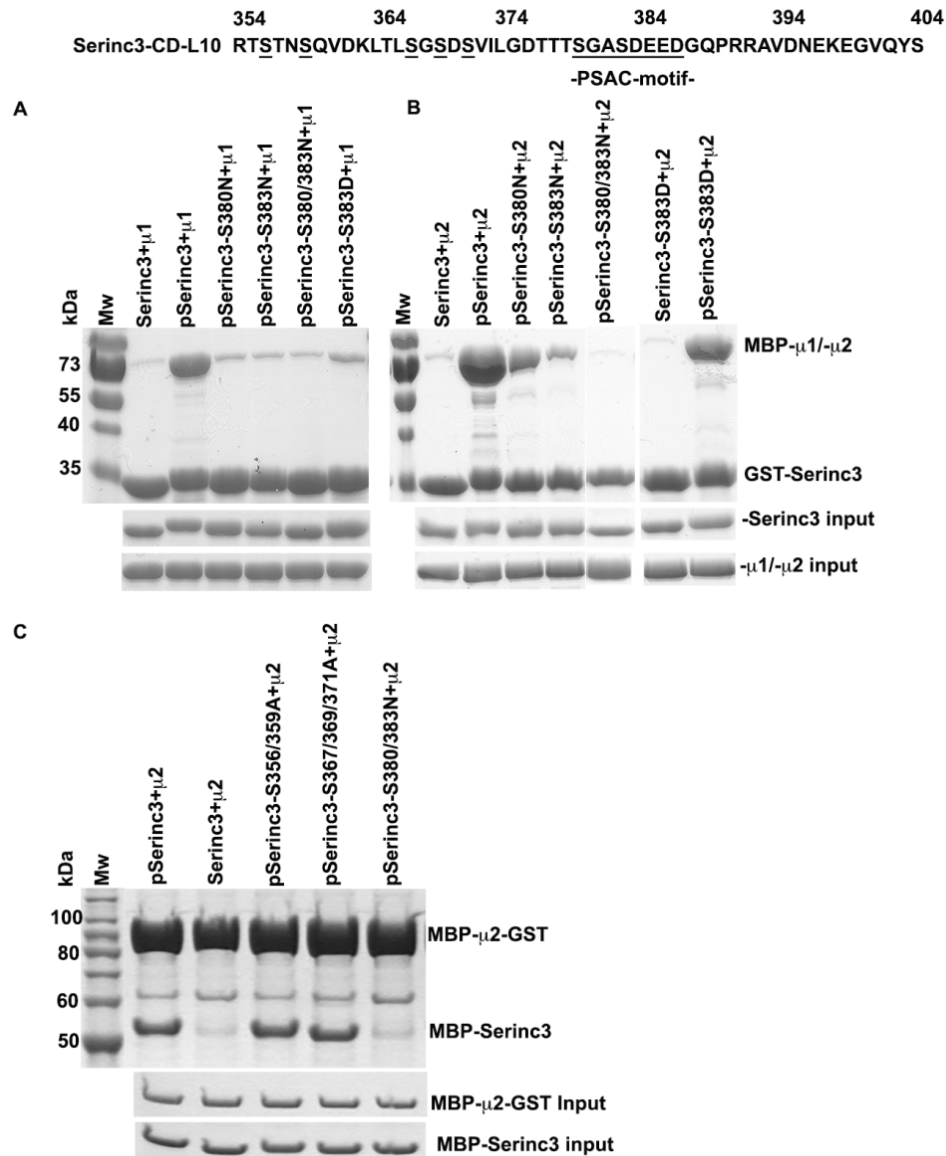 354 364 374 384 394 404
Serinc3-CD-L10 RTSTNSQVDKLTLSGSDSVILGDTTTSGASDEEDGQPRRAVDNEKEGVQYS
-PSAC-motif-
A
kDa
Mw
Serinc3+μ1
pSerinc3+μ1
pSerinc3-S380N+μ1
pSerinc3-S383N+μ1
pSerinc3-S380/383N+μ1
pSerinc3-S383D+μ1
73
55
40
35
B
Mw
Serinc3+μ2
pSerinc3+μ2
pSerinc3-S380N+μ2
pSerinc3-S383N+μ2
pSerinc3-S380/383N+μ2
Serinc3-S383D+μ2
pSerinc3-S383D+μ2
MBP-μ1/-μ2
GST-Serinc3
-Serinc3 input
-μ1/-μ2 input
C
kDa
Mw
pSerinc3+μ2
Serinc3+μ2
pSerinc3-S356/359A+μ2
pSerinc3-S367/369/371A+μ2
pSerinc3-S380/383N+μ2
100
80
60
50
MBP-μ2-GST
MBP-Serinc3
MBP-μ2-GST Input
MBP-Serinc3 input